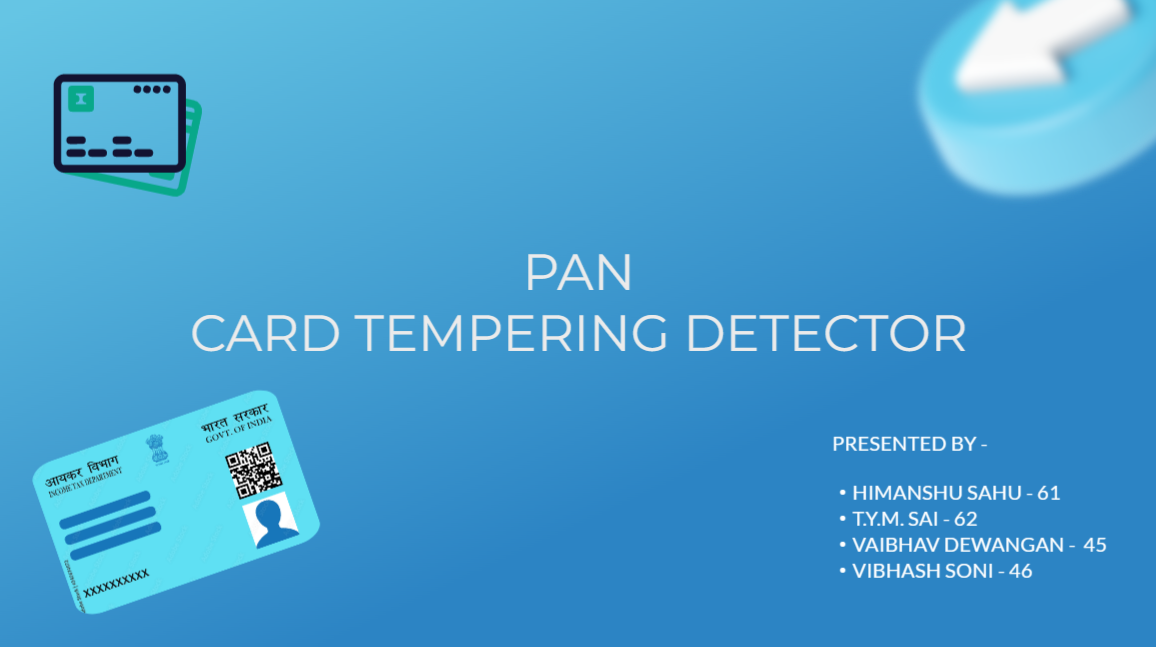 PAN
CARD TEMPERING DETECTOR
आयकर विभाग
INCOME TAX DEPARTMENT
भारत सरकार
GOVT. OF INDIA
XXXXXXXXXX
PRESENTED BY -
• HIMANSHU SAHU - 61
• T.Y.M. SAI - 62
• VAIBHAV DEWANGAN - 45
• VIBHASH SONI - 46